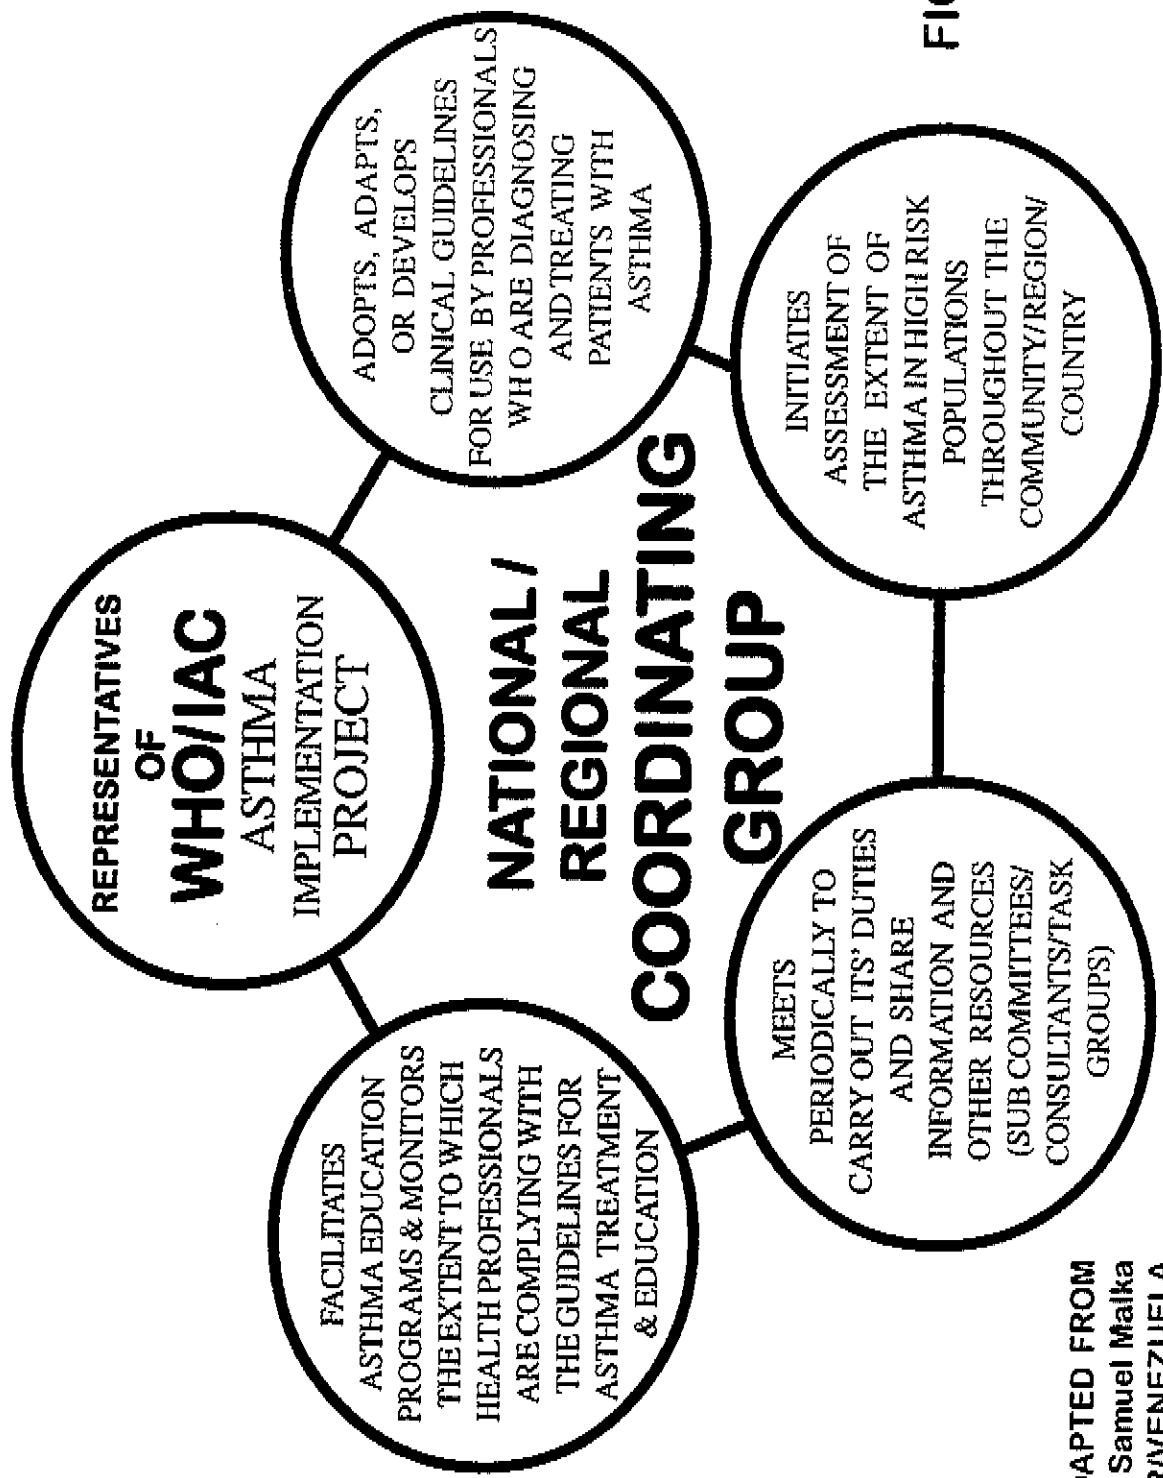 REPRESENTATIVES
OF
WHO/IAC
ASTHMA
IMPLEMENTATION
PROJECT
FACILITATES
ASTHMA EDUCATION
PROGRAMS & MONITORS
THE EXTENT TO WHICH
HEALTH PROFESSIONALS
ARE COMPLYING WITH
THE GUIDELINES FOR
ASTHMA TREATMENT
& EDUCATION
ADOPTS, ADAPTS,
OR DEVELOPS
CLINICAL GUIDELINES
FOR USE BY PROFESSIONALS
WHO ARE DIAGNOSING
AND TREATING
PATIENTS WITH
ASTHMA
NATIONAL /
REGIONAL
COORDINATING
GROUP
MEETS
PERIODICALLY TO
CARRY OUT ITS' DUTIES
AND SHARE
INFORMATION AND
OTHER RESOURCES
(SUB COMMITTEES/
CONSULTANTS/TASK
GROUPS)
INITIATES
ASSESSMENT OF
THE EXTENT OF
ASTHMA IN HIGH RISK
POPULATIONS
THROUGHOUT THE
COMMUNITY/REGION/
COUNTRY
APTED FROM
Samuel Malka
VENEZUELA